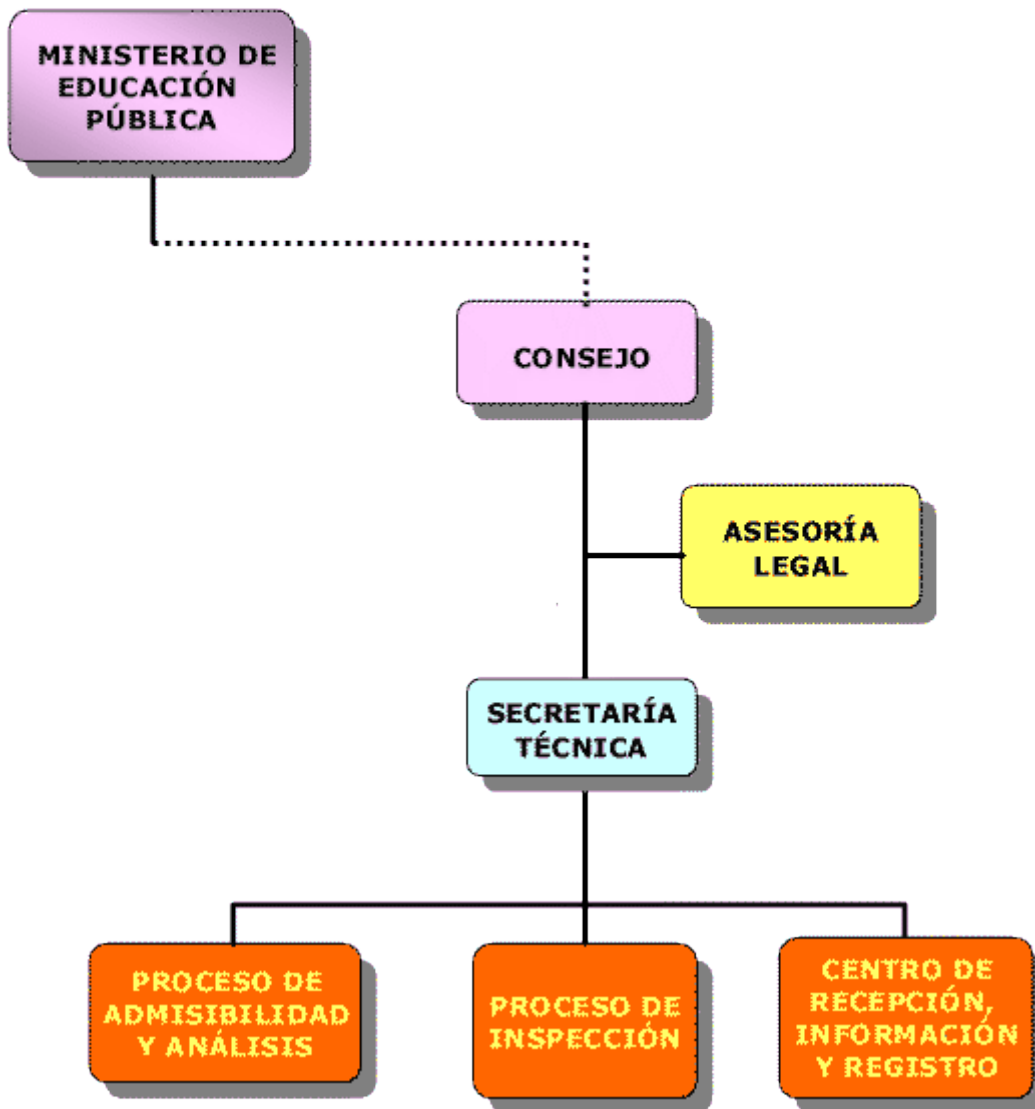 MINISTERIO DE
EDUCACIÓN
PÚBLICA
CONSEJO
ASESORÍA
LEGAL
SECRETARÍA
TÉCNICA
PROCESO DE
ADMISIBILIDAD
Y ANÁLISIS
PROCESO DE
INSPECCIÓN
CENTRO DE
RECEPCIÓN,
INFORMACIÓN
Y REGISTRO